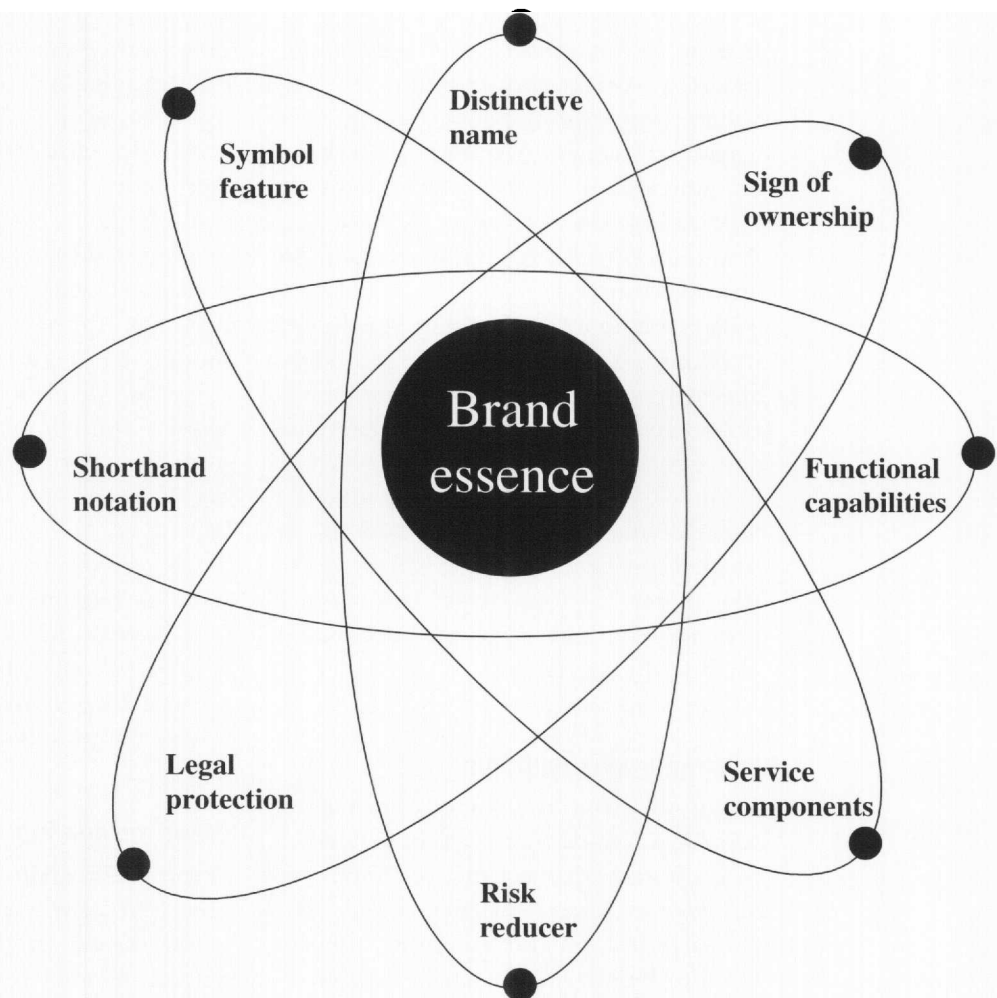 Distinctive
name
Symbol
feature
Sign of
ownership
Brand
essence
Shorthand
notation
Functional
capabilities
Legal
protection
Service
components
Risk
reducer